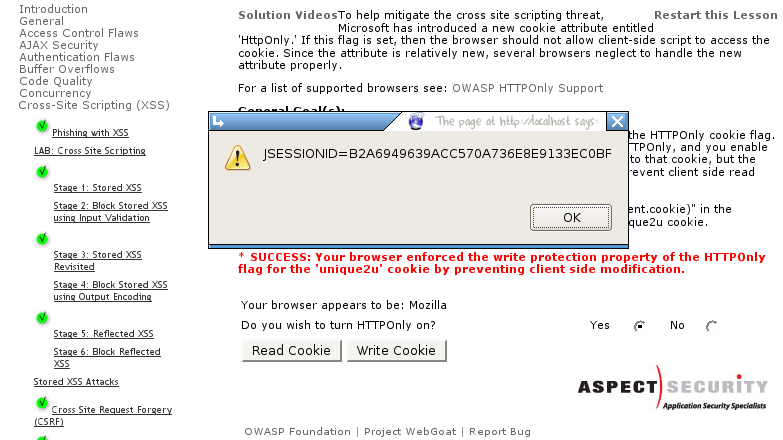 Introduction
General
Access Control Flaws
AJAX Security
Authentication Flaws
Buffer Overflows
Code Quality
Concurrency
Cross-Site Scripting (XSS)
Phishing with XSS
LAB: Cross Site Scripting
Stage 1: Stored XSS
Stage 2: Block Stored XSS
using Input Validation
Stage 3: Stored XSS
Revisited
Stage 4: Block Stored XSS
using Output Encoding
Stage 5: Reflected XSS
Stage 6: Block Reflected
XSS
Stored XSS Attacks
Cross Site Request Forgery
(CSRF)
Solution Videos To help mitigate the cross site scripting threat, Restart this Lesson
Microsoft has introduced a new cookie attribute entitled
'HttpOnly.' If this flag is set, then the browser should not allow client-side script to access the
cookie. Since the attribute is relatively new, several browsers neglect to handle the new
attribute properly.
For a list of supported browsers see: OWASP HTTPOnly Support
General Goal(s):
The page at http://localhost says:
JSESSIONID=B2A6949639ACC570A736E8E9133EC0BF
OK
the HTTPOnly cookie flag.
TPOnly, and you enable
to that cookie, but the
revent client side read
ent.cookie)" in the
que2u cookie.
* SUCCESS: Your browser enforced the write protection property of the HTTPOnly
flag for the 'unique2u' cookie by preventing client side modification.
Your browser appears to be: Mozilla
Do you wish to turn HTTPOnly on? Yes No
Read Cookie Write Cookie
ASPECT SECURITY
Application Security Specialists
OWASP Foundation | Project WebGoat | Report Bug